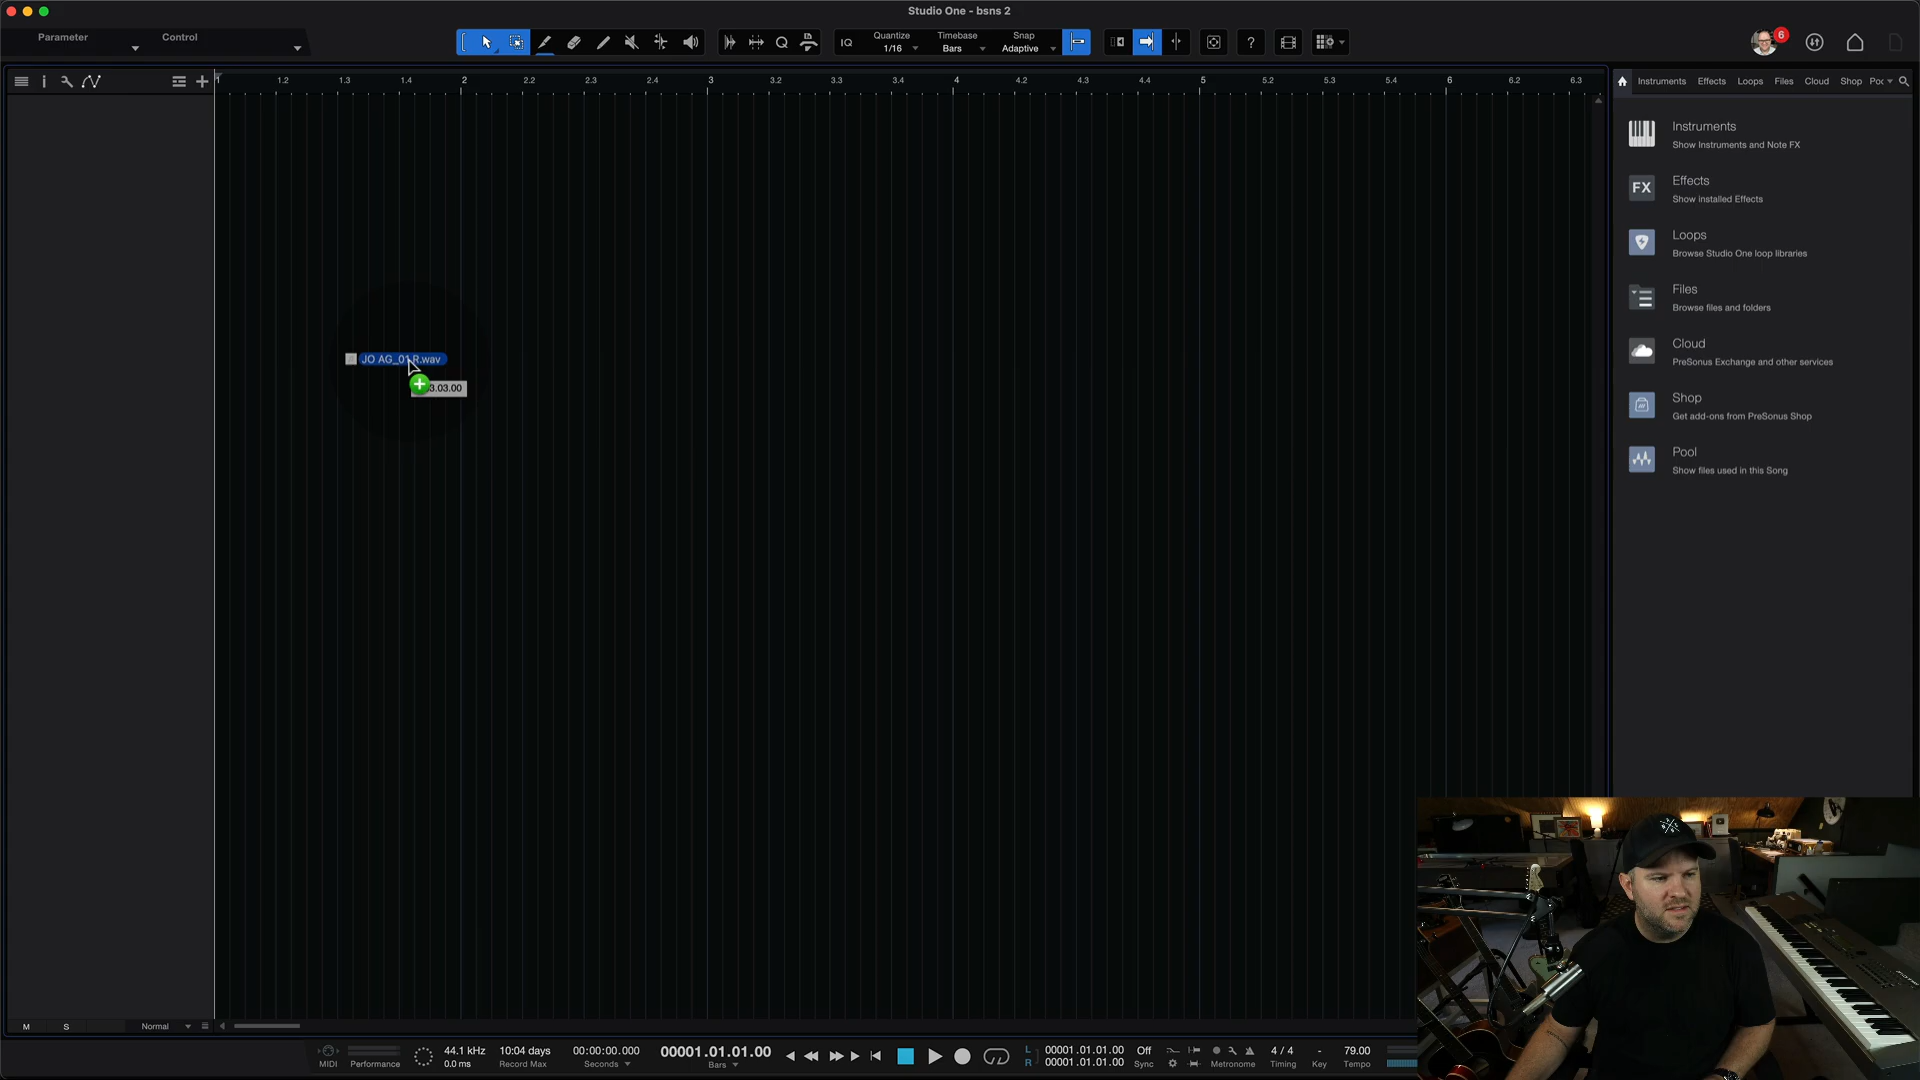 Studio One - bsns 2
Parameter
Control
IQ
Quantize
1/16
Timebase
Bars
Snap
Adaptive
?
6
1
1.2
1.3
1.4
2
2.2
2.3
2.4
3
3.2
3.3
3.4
4
4.2
4.3
4.4
5
5.2
5.3
5.4
6
6.2
6.3
Instruments
Effects
Loops
Files
Cloud
Shop
Instruments
Show Instruments and Note FX
FX
Effects
Show installed Effects
Loops
Browse Studio One loop libraries
Files
Browse files and folders
Cloud
PreSonus Exchange and other services
Shop
Get add-ons from PreSonus Shop
Pool
Show files used in this Song
JO AG_01.R.wav
3.03.00
M
S
Normal
MIDI
Performance
44.1 kHz
0.0 ms
10:04 days
Record Max
00:00:00.000
Seconds
00001.01.01.00
Bars
L 00001.01.01.00
R 00001.01.01.00
Off
Sync
Metronome
4 / 4
Timing
-
Key
79.00
Tempo